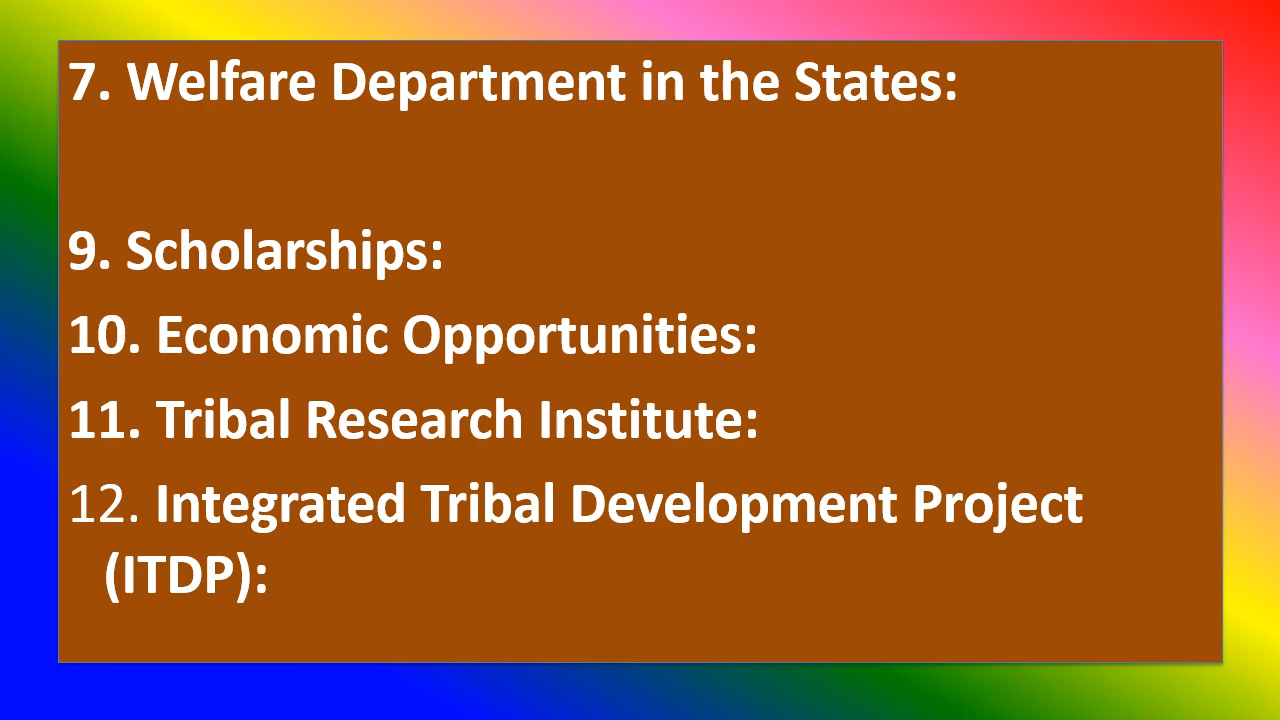 7. Welfare Department in the States:
9. Scholarships:
10. Economic Opportunities:
11. Tribal Research Institute:
12. Integrated Tribal Development Project
(ITDP):